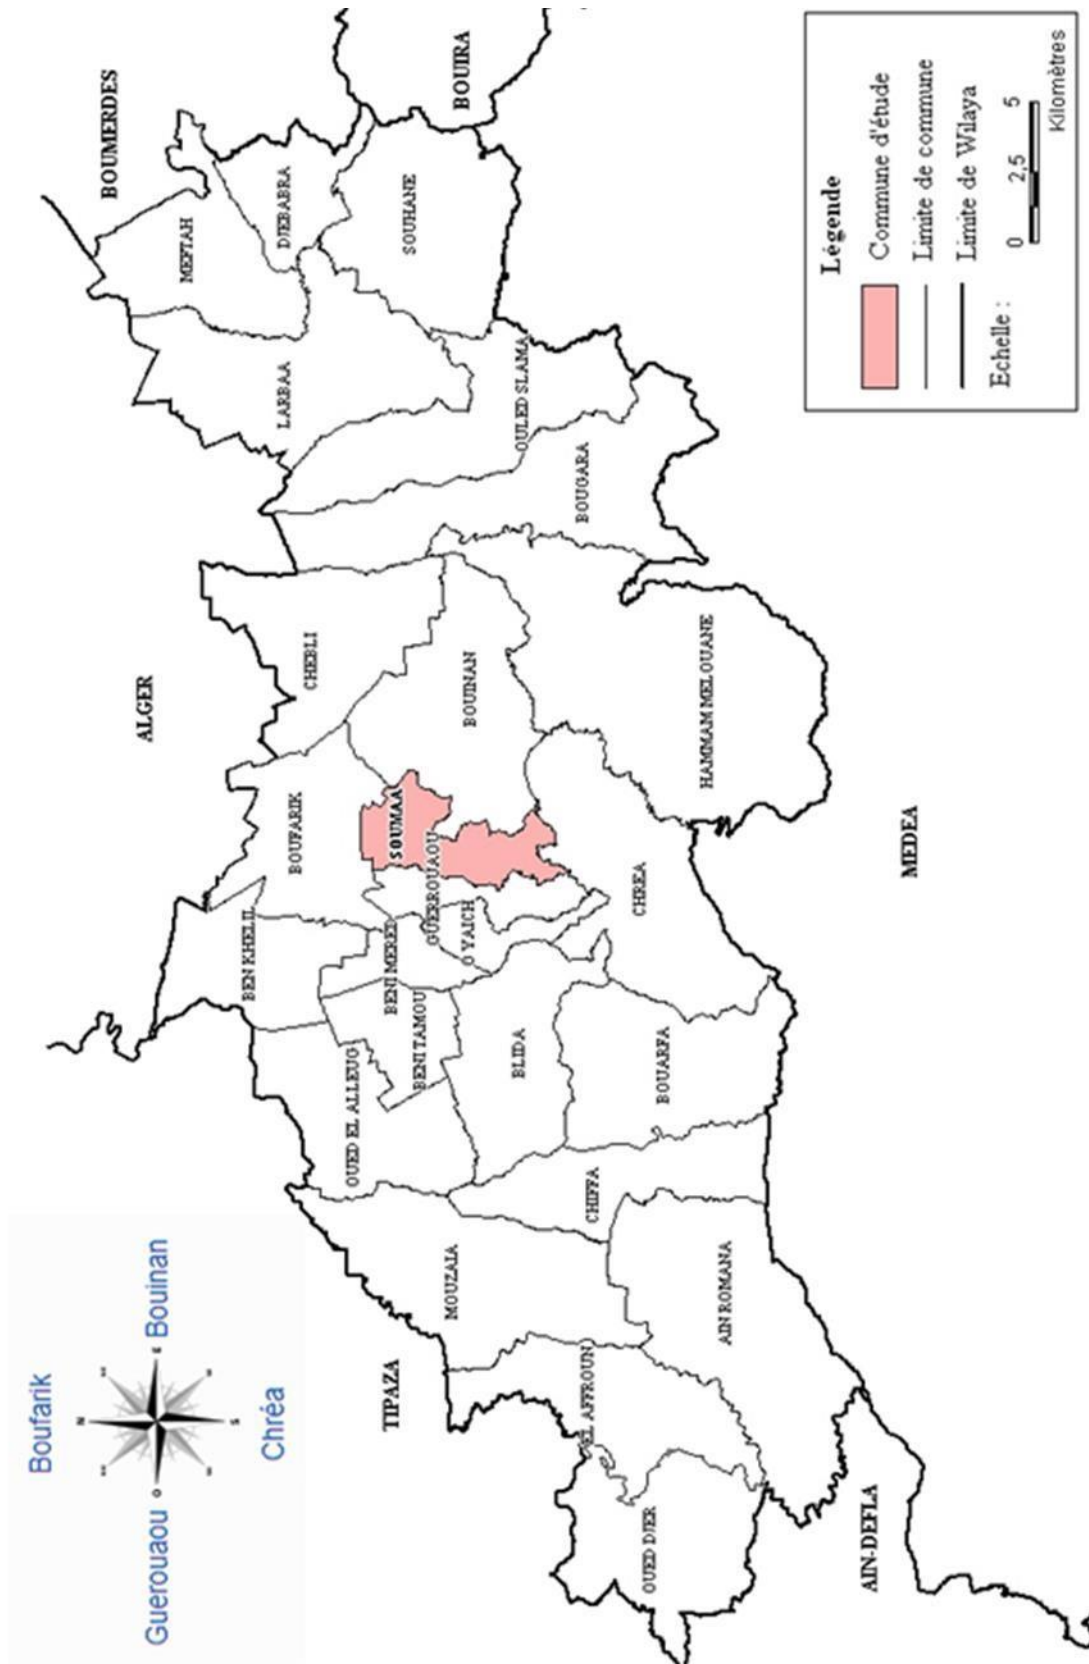 Boufarik
N
Guerouaou
O
E
Bouinan
S
Chréa
BOUMERDES
ALGER
TIPAZA
BOUIRA
MEDEA
AIN-DEFLA
MEFTAH
DJEBABRA
SOUHANE
LARBAA
OULED SLAMA
BOUGARA
CHEBLI
BOUINAN
HAMMAM MELOUANE
BOUFARIK
SOUMAA
GUERROUAOU
O YAICH
CHREA
BEN KHELIL
BENI MERED
BENI TAMOU
OUED EL ALLEUG
BLIDA
BOUARFA
CHIFFA
MOUZAIA
AIN ROMANA
EL AFFROUN
OUED DJER
Légende
Commune d'étude
Limite de commune
Limite de Wilaya
Echelle :
0 2,5 5
Kilomètres